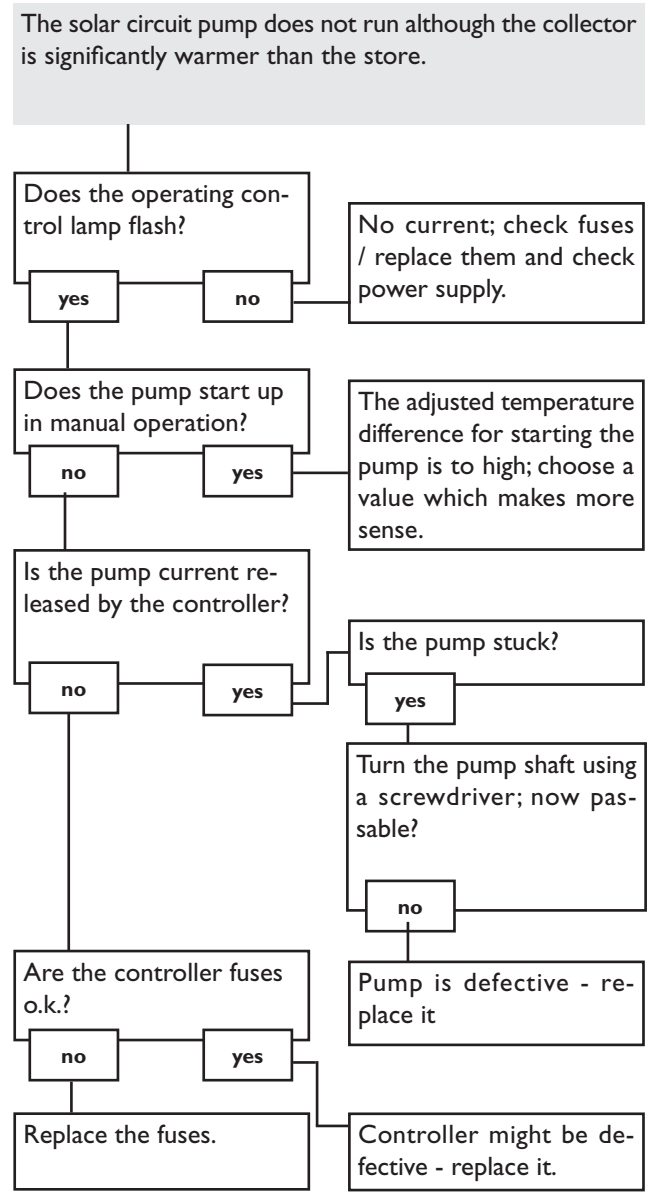 The solar circuit pump does not run although the collector
is significantly warmer than the store.
Does the operating con-
trol lamp flash?
yes
no
No current; check fuses
/ replace them and check
power supply.
Does the pump start up
in manual operation?
no
yes
The adjusted temperature
difference for starting the
pump is to high; choose a
value which makes more
sense.
Is the pump current re-
leased by the controller?
no
yes
Is the pump stuck?
yes
Turn the pump shaft using
a screwdriver; now pas-
sable?
no
Pump is defective - re-
place it
Are the controller fuses
o.k.?
no
yes
Replace the fuses.
Controller might be de-
fective - replace it.